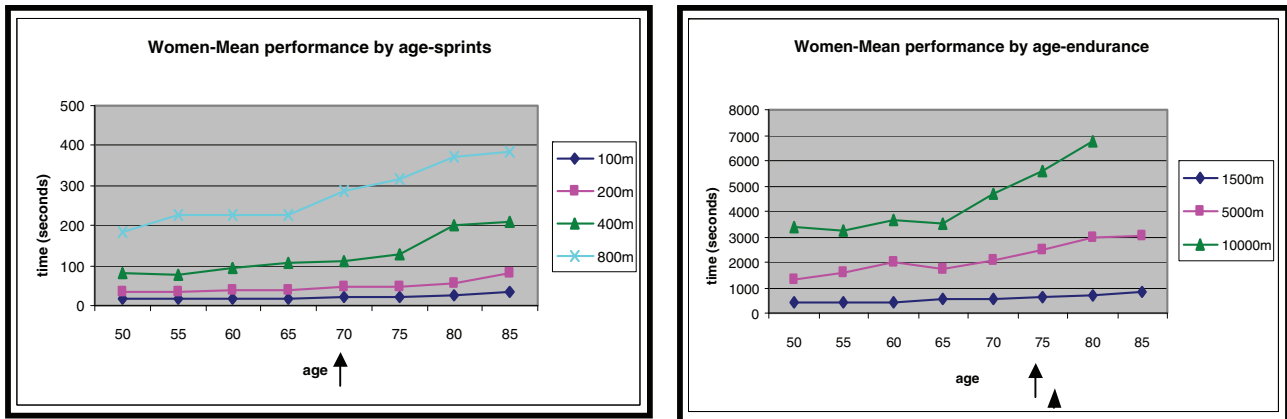 Women-Mean performance by age-sprints
500
400
300
200
100
0
time (seconds)
50 55 60 65 70 75 80 85
age
100m
200m
400m
800m
Women-Mean performance by age-endurance
8000
7000
6000
5000
4000
3000
2000
1000
0
time (seconds)
50 55 60 65 70 75 80 85
age
1500m
5000m
10000m